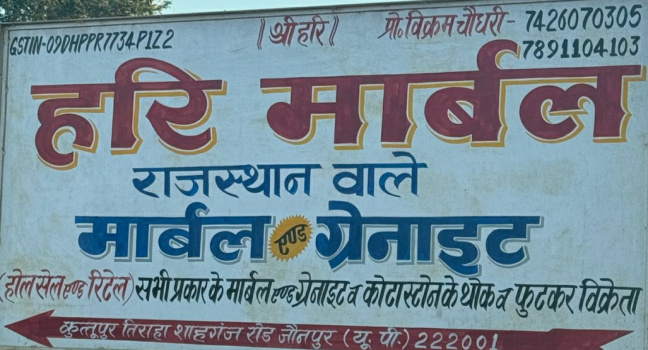 GSTIN-09DHPPR7734P1Z2 ॥श्री हरि॥ प्रो. विक्रम चौधरी- 7426070305
7891104103
हरि मार्बल
राजस्थान वाले
मार्बल एण्ड ग्रेनाइट
(होलसेल एण्ड रिटेल) सभी प्रकार के मार्बल एण्ड ग्रेनाइट व कोटा स्टोन के थोक व फुटकर विक्रेता
कुत्तूपुर तिराहा शाहगंज रोड जौनपुर (यू. पी.) 222001